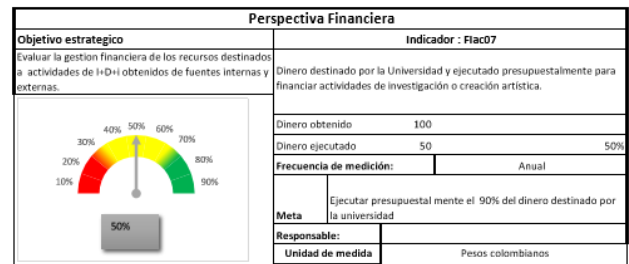 Perspectiva Financiera
Objetivo estrategico
Indicador : FIac07
Evaluar la gestion financiera de los recursos destinados
a actividades de I+D+i obtenidos de fuentes internas y
externas.
Dinero destinado por la Universidad y ejecutado presupuestalmente para
financiar actividades de investigación o creación artística.
10%
20%
30%
40%
50%
60%
70%
80%
90%
50%
Dinero obtenido 100
Dinero ejecutado 50 50%
Frecuencia de medición: Anual
Meta
Ejecutar presupuestal mente el 90% del dinero destinado por
la universidad
Responsable:
Unidad de medida Pesos colombianos